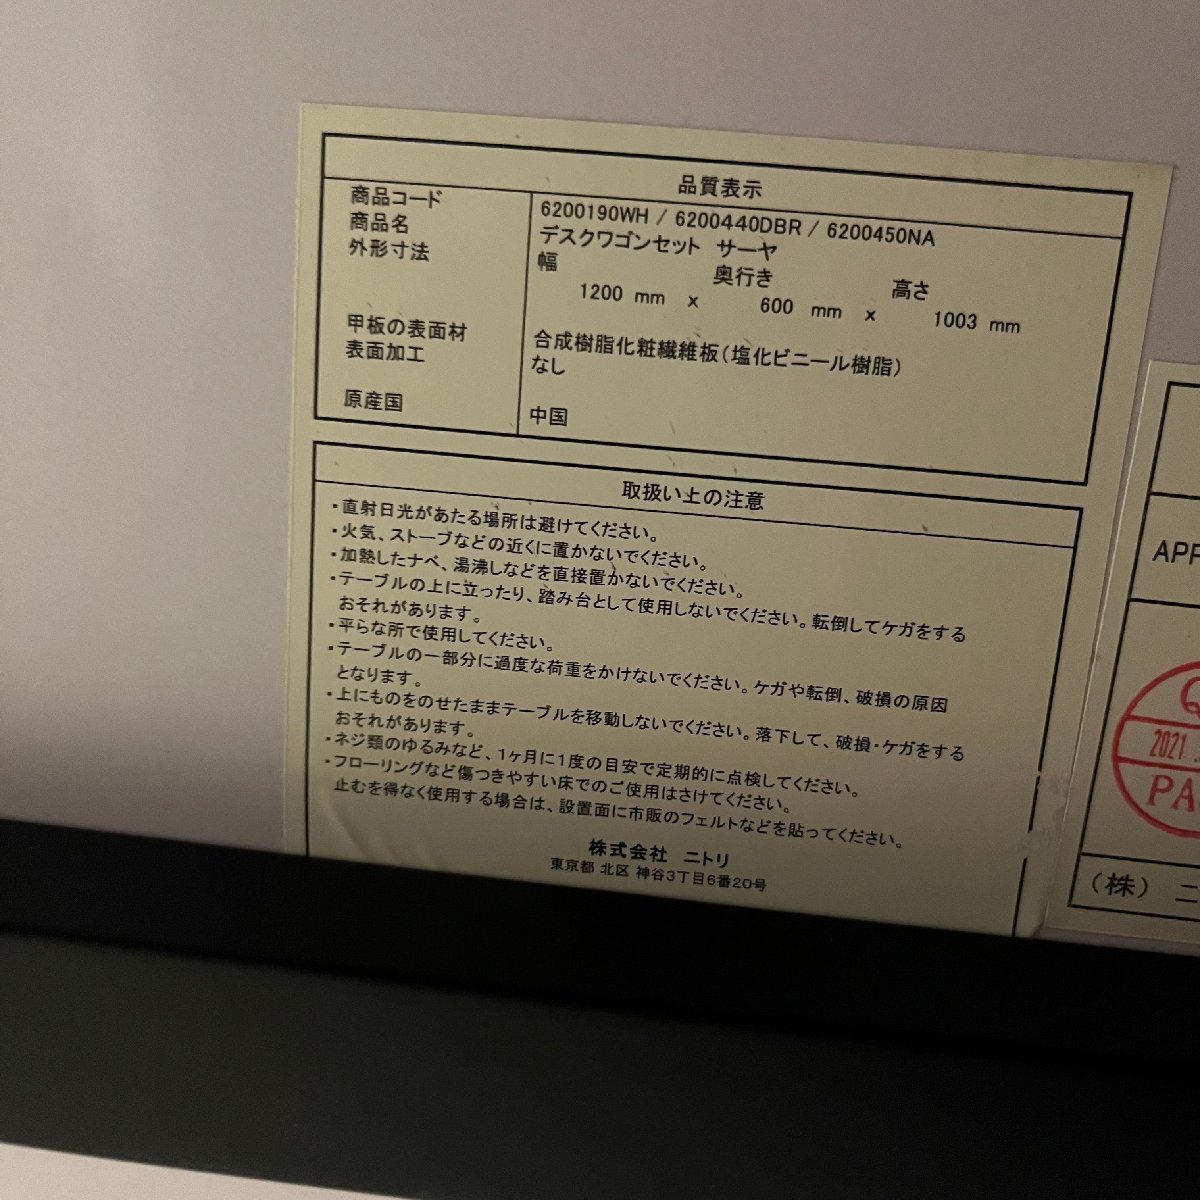 品質表示
商品コード 6200190WH / 6200440DBR / 6200450NA
商品名 デスクワゴンセット サーヤ
外形寸法 幅 奥行き 高さ
1200 mm x 600 mm x 1003 mm
甲板の表面材 合成樹脂化粧繊維板(塩化ビニール樹脂)
表面加工 なし
原産国 中国
取扱い上の注意
・直射日光があたる場所は避けてください。
・火気、ストーブなどの近くに置かないでください。
・加熱したナベ、湯沸しなどを直接置かないでください。
・テーブルの上に立ったり、踏み台として使用しないでください。転倒してケガをする
おそれがあります。
・平らな所で使用してください。
・テーブルの一部分に過度な荷重をかけないでください。ケガや転倒、破損の原因
となります。
・上にものをのせたままテーブルを移動しないでください。落下して、破損・ケガをする
おそれがあります。
・ネジ類のゆるみなど、1ヶ月に1度の目安で定期的に点検してください。
・フローリングなど傷つきやすい床でのご使用はさけてください。
止むを得なく使用する場合は、設置面に市販のフェルトなどを貼ってください。
株式会社 ニトリ
東京都 北区 神谷3丁目6番20号
2021
(株) ニ